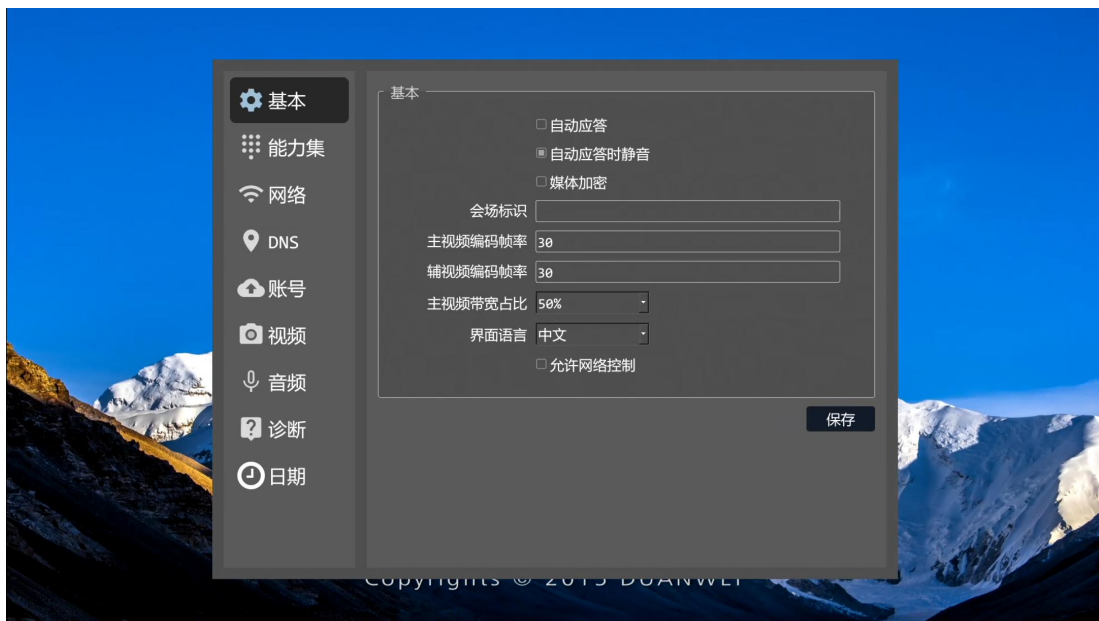 基本
能力集
网络
DNS
账号
视频
音频
诊断
日期
基本
自动应答
自动应答时静音
媒体加密
会场标识
主视频编码帧率 30
辅视频编码帧率 30
主视频带宽占比 50%
界面语言 中文
允许网络控制
保存
Copyrights © 2015 DUANWEI